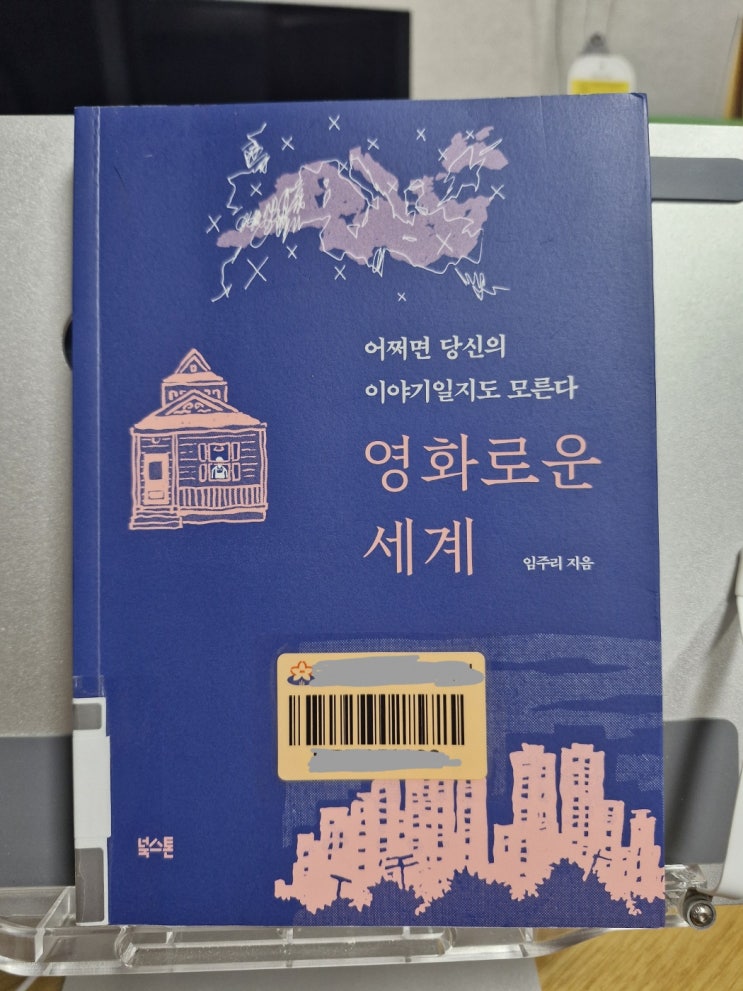 어쩌면 당신의
이야기일지도 모른다
영화로운
세계
임주리 지음
북스톤